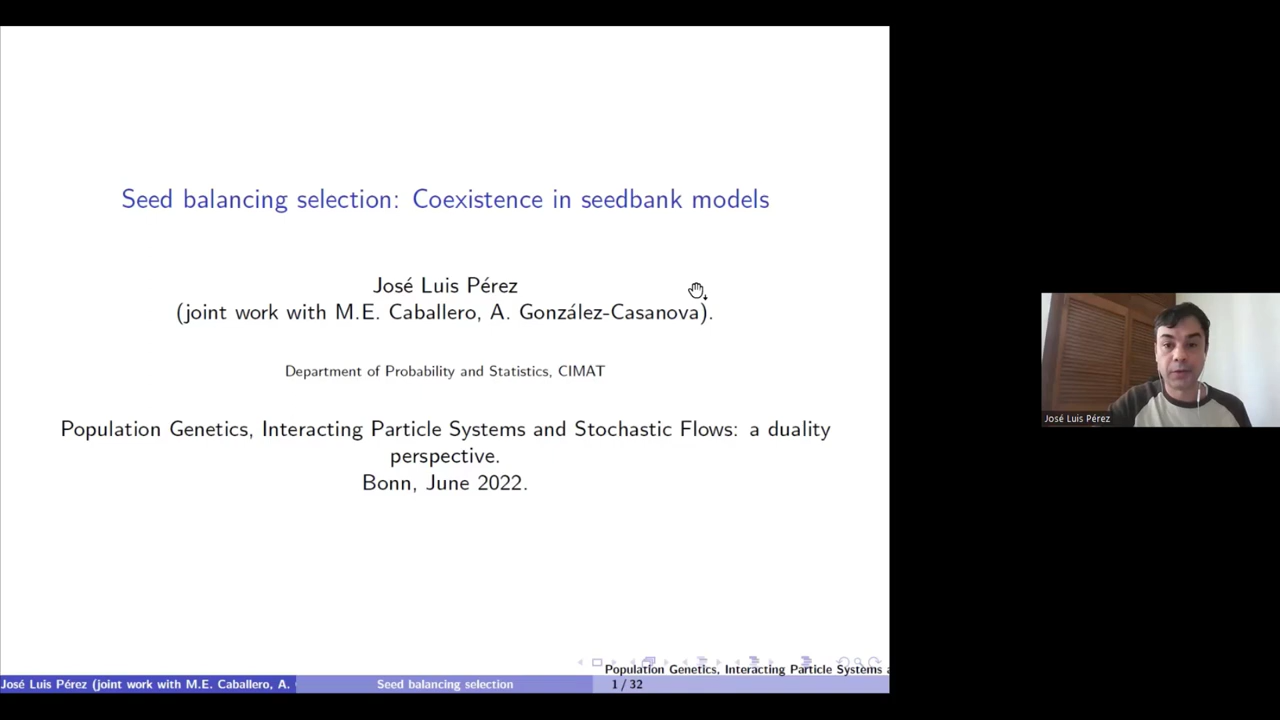 Seed balancing selection: Coexistence in seedbank models
José Luis Pérez
(joint work with M.E. Caballero, A. González-Casanova).
Department of Probability and Statistics, CIMAT
Population Genetics, Interacting Particle Systems and Stochastic Flows: a duality
perspective.
Bonn, June 2022.
José Luis Pérez
Population Genetics, Interacting Particle Systems a
José Luis Pérez (joint work with M.E. Caballero, A.
Seed balancing selection
1 / 32